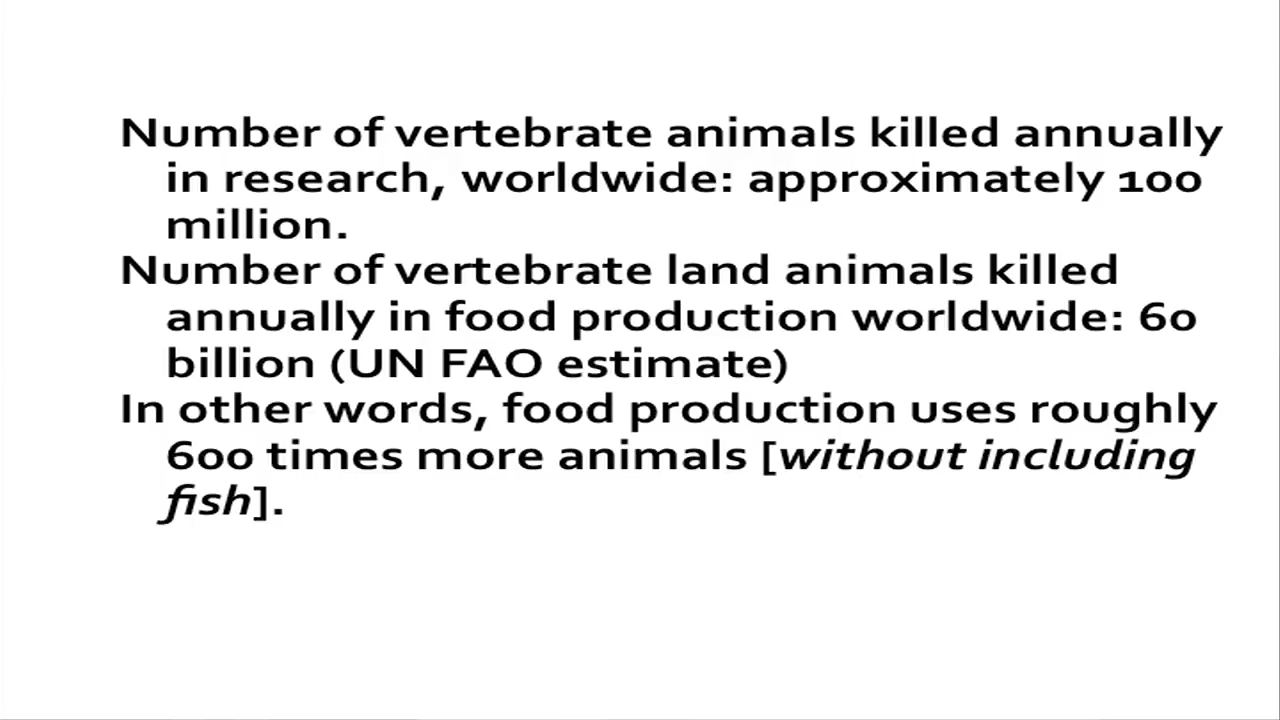 Number of vertebrate animals killed annually
in research, worldwide: approximately 100
million.
Number of vertebrate land animals killed
annually in food production worldwide: 60
billion (UN FAO estimate)
In other words, food production uses roughly
600 times more animals [without including
fish].